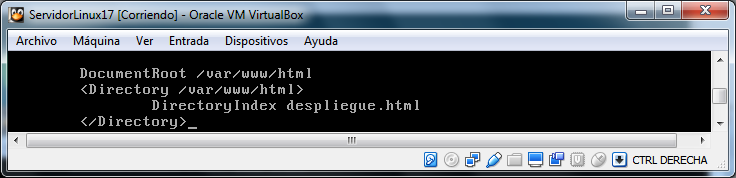 ServidorLinux17 [Corriendo] - Oracle VM VirtualBox
Archivo Máquina Ver Entrada Dispositivos Ayuda
DocumentRoot /var/www/html
<Directory /var/www/html>
DirectoryIndex despliegue.html
</Directory>_
CTRL DERECHA